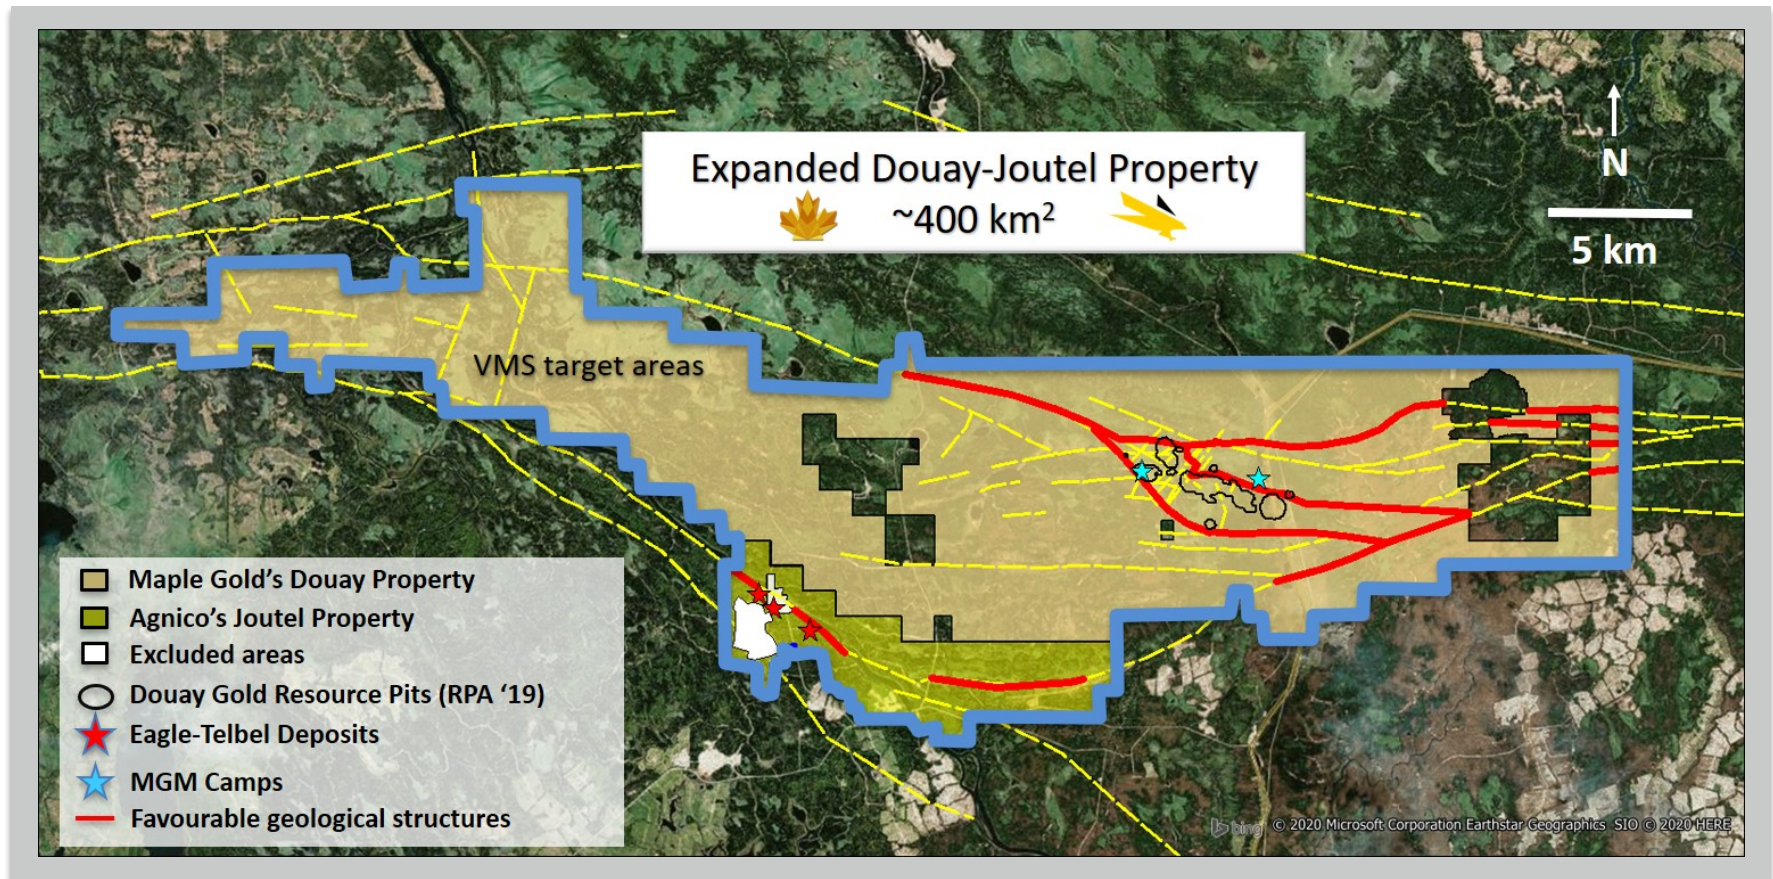 Expanded Douay-Joutel Property
~400 km²
N
5 km
VMS target areas
Maple Gold's Douay Property
Agnico's Joutel Property
Excluded areas
Douay Gold Resource Pits (RPA ‘19)
Eagle-Telbel Deposits
MGM Camps
Favourable geological structures
bing © 2020 Microsoft Corporation Earthstar Geographics SIO © 2020 HERE